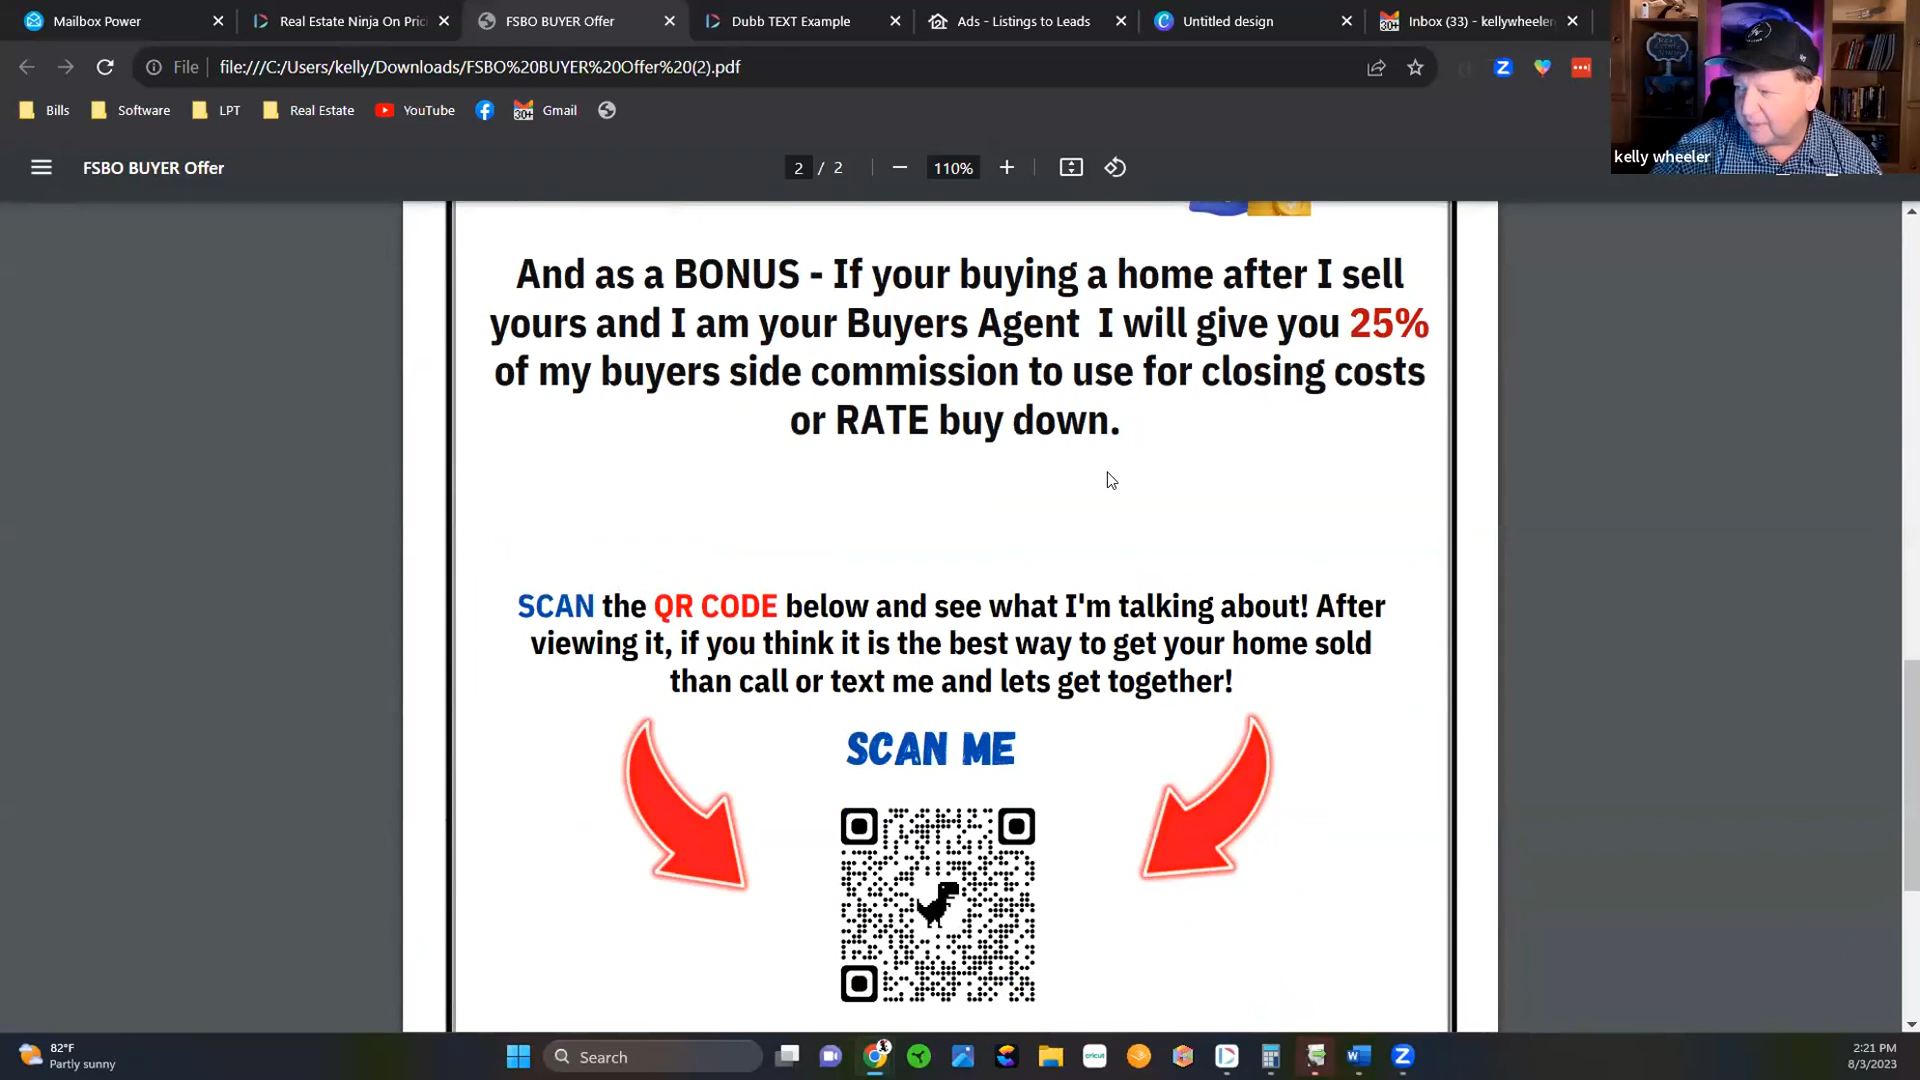 Mailbox Power
Real Estate Ninja On Pric
FSBO BUYER Offer
Dubb TEXT Example
Ads - Listings to Leads
Untitled design
Inbox (33) - kellywheeler
File
file:///C:/Users/kelly/Downloads/FSBO%20BUYER%20Offer%20(2).pdf
Bills
Software
LPT
Real Estate
YouTube
Gmail
kelly wheeler
FSBO BUYER Offer
2 / 2
110%
And as a BONUS - If your buying a home after I sell
yours and I am your Buyers Agent I will give you 25%
of my buyers side commission to use for closing costs
or RATE buy down.
SCAN the QR CODE below and see what I'm talking about! After
viewing it, if you think it is the best way to get your home sold
than call or text me and lets get together!
SCAN ME
82°F
Partly sunny
Search
cricut
2:21 PM
8/3/2023